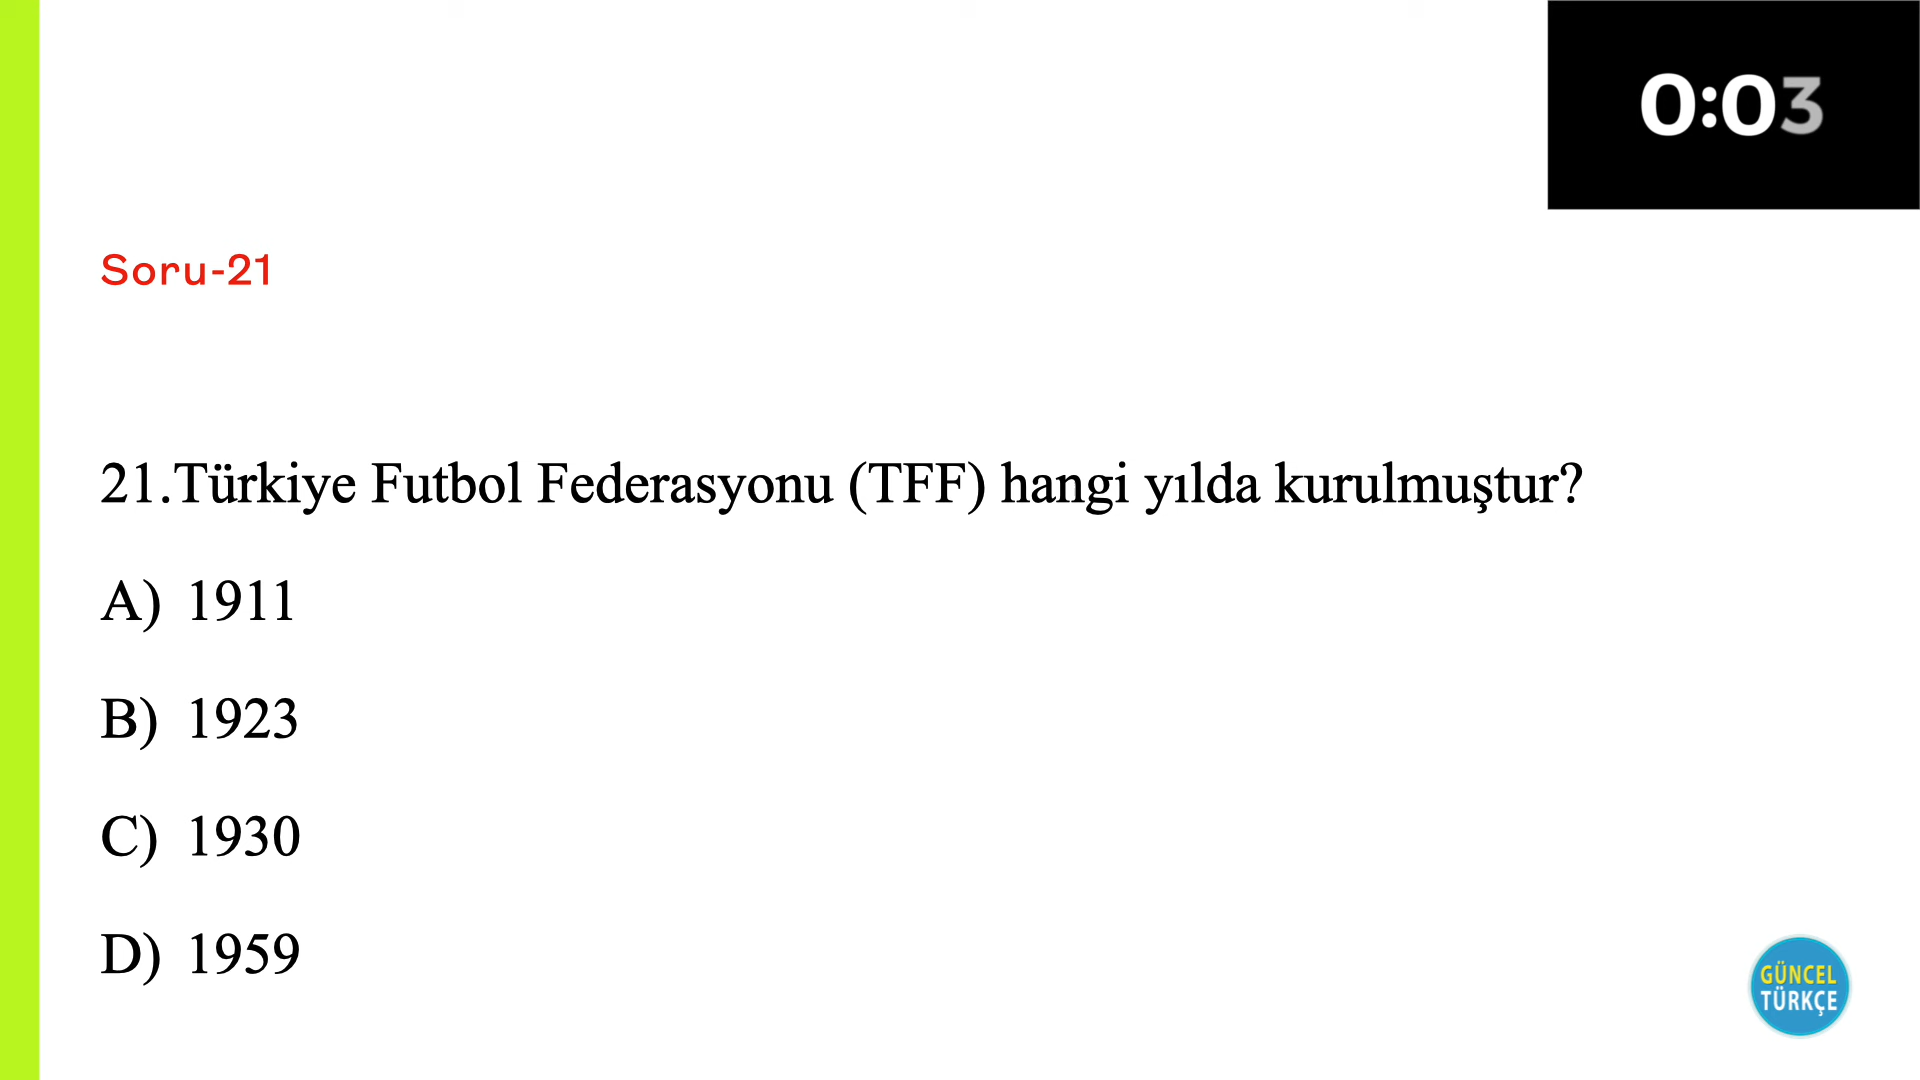 0:03
Soru-21
21.Türkiye Futbol Federasyonu (TFF) hangi yılda kurulmuştur?
A) 1911
B) 1923
C) 1930
D) 1959
GÜNCEL
TÜRKÇE